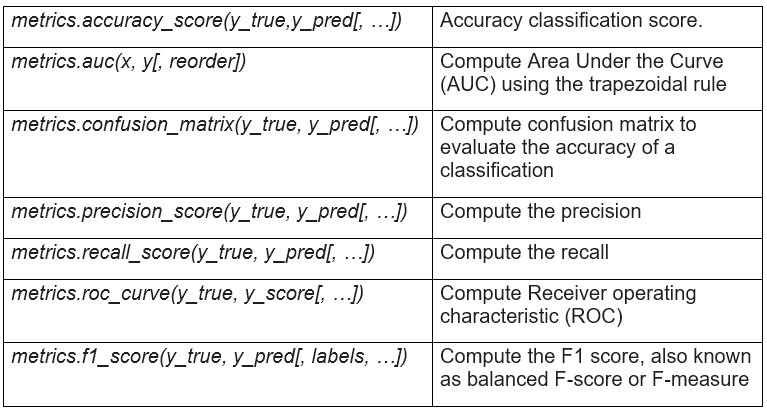 metrics.accuracy_score(y_true,y_pred[, …])
Accuracy classification score.
metrics.auc(x, y[, reorder])
Compute Area Under the Curve
(AUC) using the trapezoidal rule
metrics.confusion_matrix(y_true, y_pred[, …])
Compute confusion matrix to
evaluate the accuracy of a
classification
metrics.precision_score(y_true, y_pred[, …])
Compute the precision
metrics.recall_score(y_true, y_pred[, …])
Compute the recall
metrics.roc_curve(y_true, y_score[, …])
Compute Receiver operating
characteristic (ROC)
metrics.f1_score(y_true, y_pred[, labels, …])
Compute the F1 score, also known
as balanced F-score or F-measure